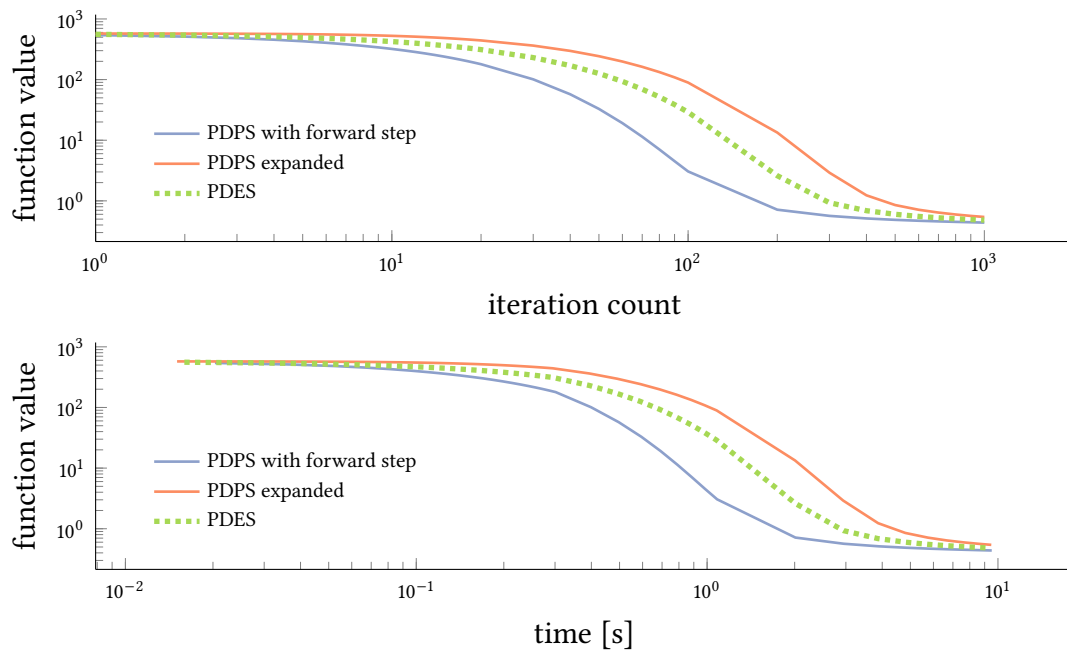 function value
10³
10²
10¹
10⁰
PDPS with forward step
PDPS expanded
PDES
10⁰ 10¹ 10² 10³
iteration count
function value
10³
10²
10¹
10⁰
PDPS with forward step
PDPS expanded
PDES
10⁻² 10⁻¹ 10⁰ 10¹
time [s]